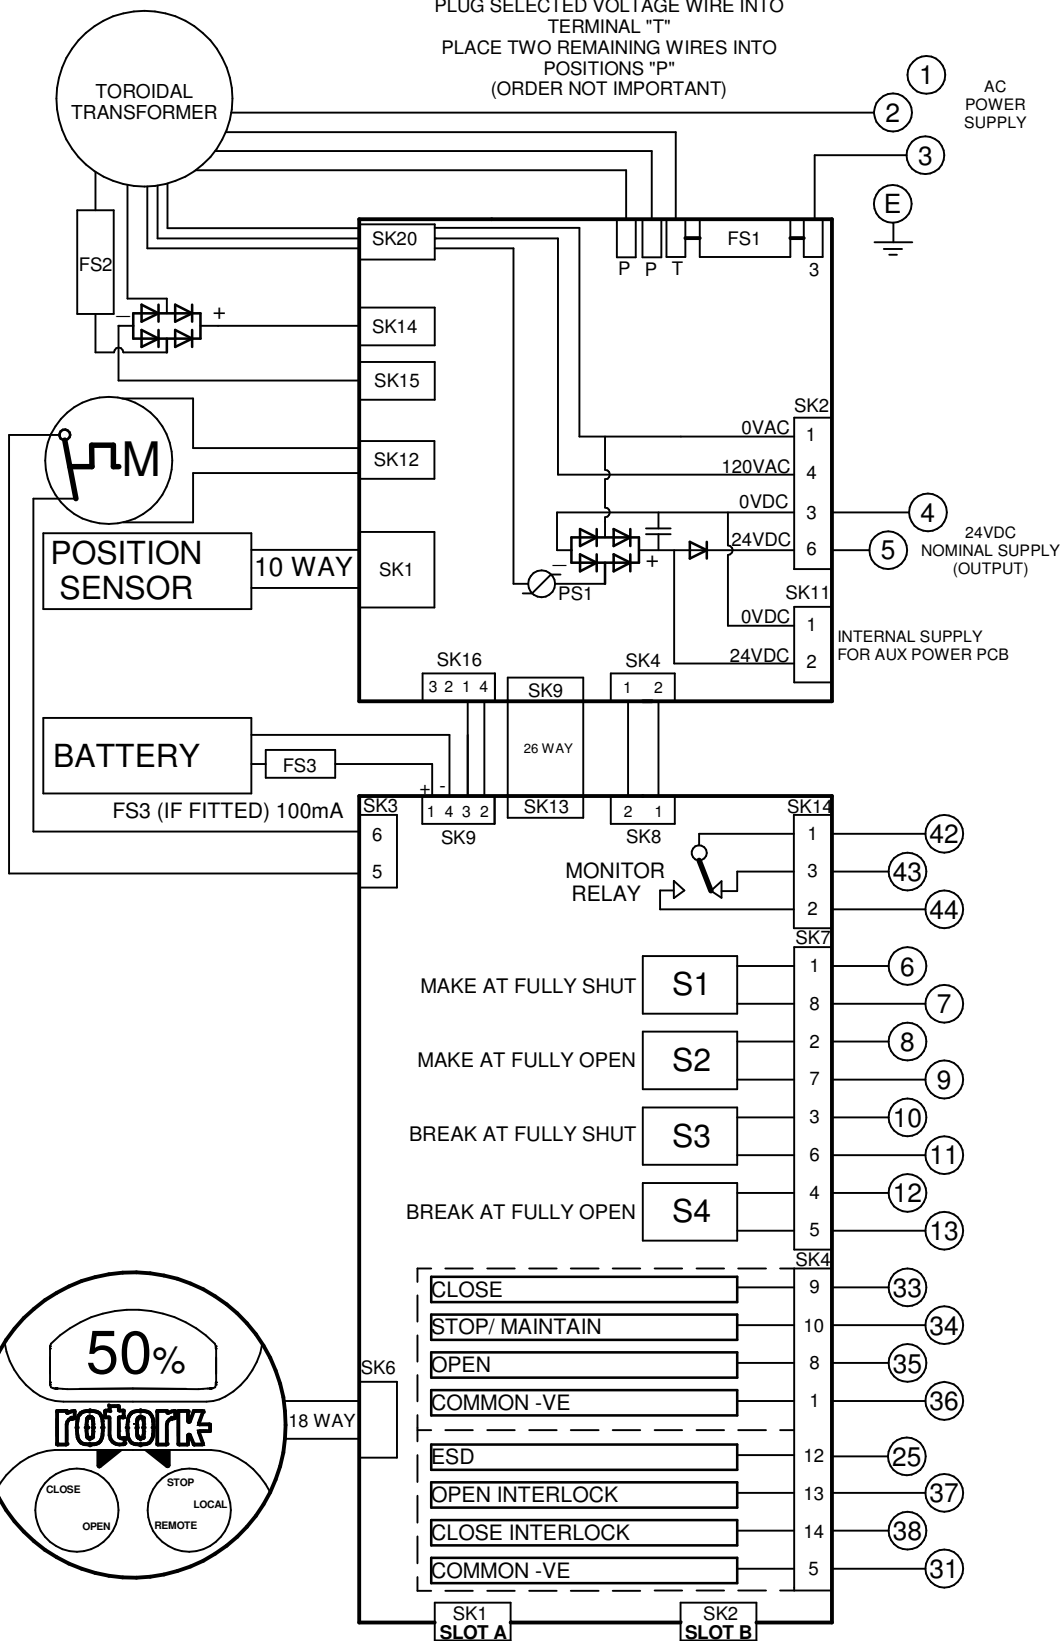 PLUG SELECTED VOLTAGE WIRE INTO
TERMINAL "T"
PLACE TWO REMAINING WIRES INTO
POSITIONS "P"
(ORDER NOT IMPORTANT)
TOROIDAL
TRANSFORMER
1
2
3
E
AC
POWER
SUPPLY
FS2
SK20
P P T
FS1
3
− +
SK14
SK15
SK12
M
POSITION
SENSOR
10 WAY
SK1
SK2
0VAC 1
120VAC 4
0VDC 3
24VDC 6
4
5
24VDC
NOMINAL SUPPLY
(OUTPUT)
− +
PS1
SK11
0VDC 1
24VDC 2
INTERNAL SUPPLY
FOR AUX POWER PCB
SK16
3 2 1 4
SK9
SK4
1 2
26 WAY
BATTERY
FS3
FS3 (IF FITTED) 100mA
+ -
SK3
6
5
1 4 3 2
SK9
SK13
2 1
SK8
SK14
MONITOR
RELAY
1 42
3 43
2 44
SK7
MAKE AT FULLY SHUT S1
1 6
8 7
MAKE AT FULLY OPEN S2
2 8
7 9
BREAK AT FULLY SHUT S3
3 10
6 11
BREAK AT FULLY OPEN S4
4 12
5 13
SK4
CLOSE 9 33
STOP/ MAINTAIN 10 34
OPEN 8 35
COMMON -VE 1 36
ESD 12 25
OPEN INTERLOCK 13 37
CLOSE INTERLOCK 14 38
COMMON -VE 5 31
50%
rotork
CLOSE
OPEN
STOP
LOCAL
REMOTE
18 WAY
SK6
SK1
SLOT A
SK2
SLOT B